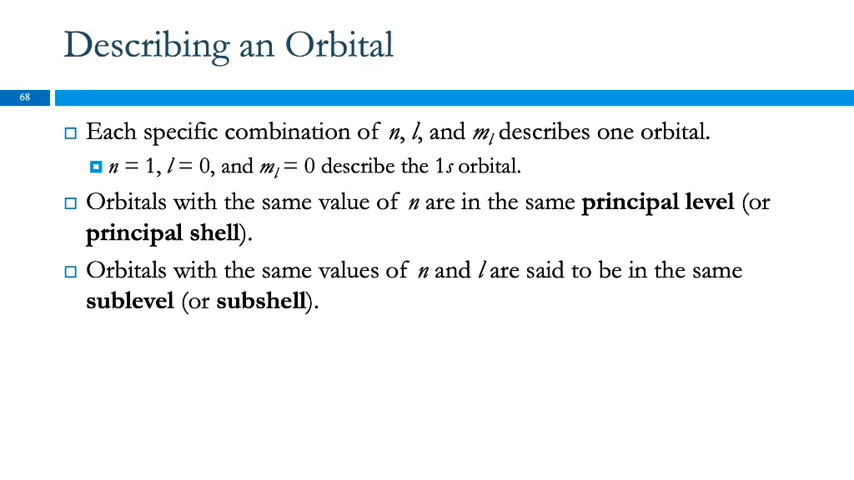 Describing an Orbital
68
Each specific combination of n, l, and mₗ describes one orbital.
n = 1, l = 0, and mₗ = 0 describe the 1s orbital.
Orbitals with the same value of n are in the same principal level (or
principal shell).
Orbitals with the same values of n and l are said to be in the same
sublevel (or subshell).